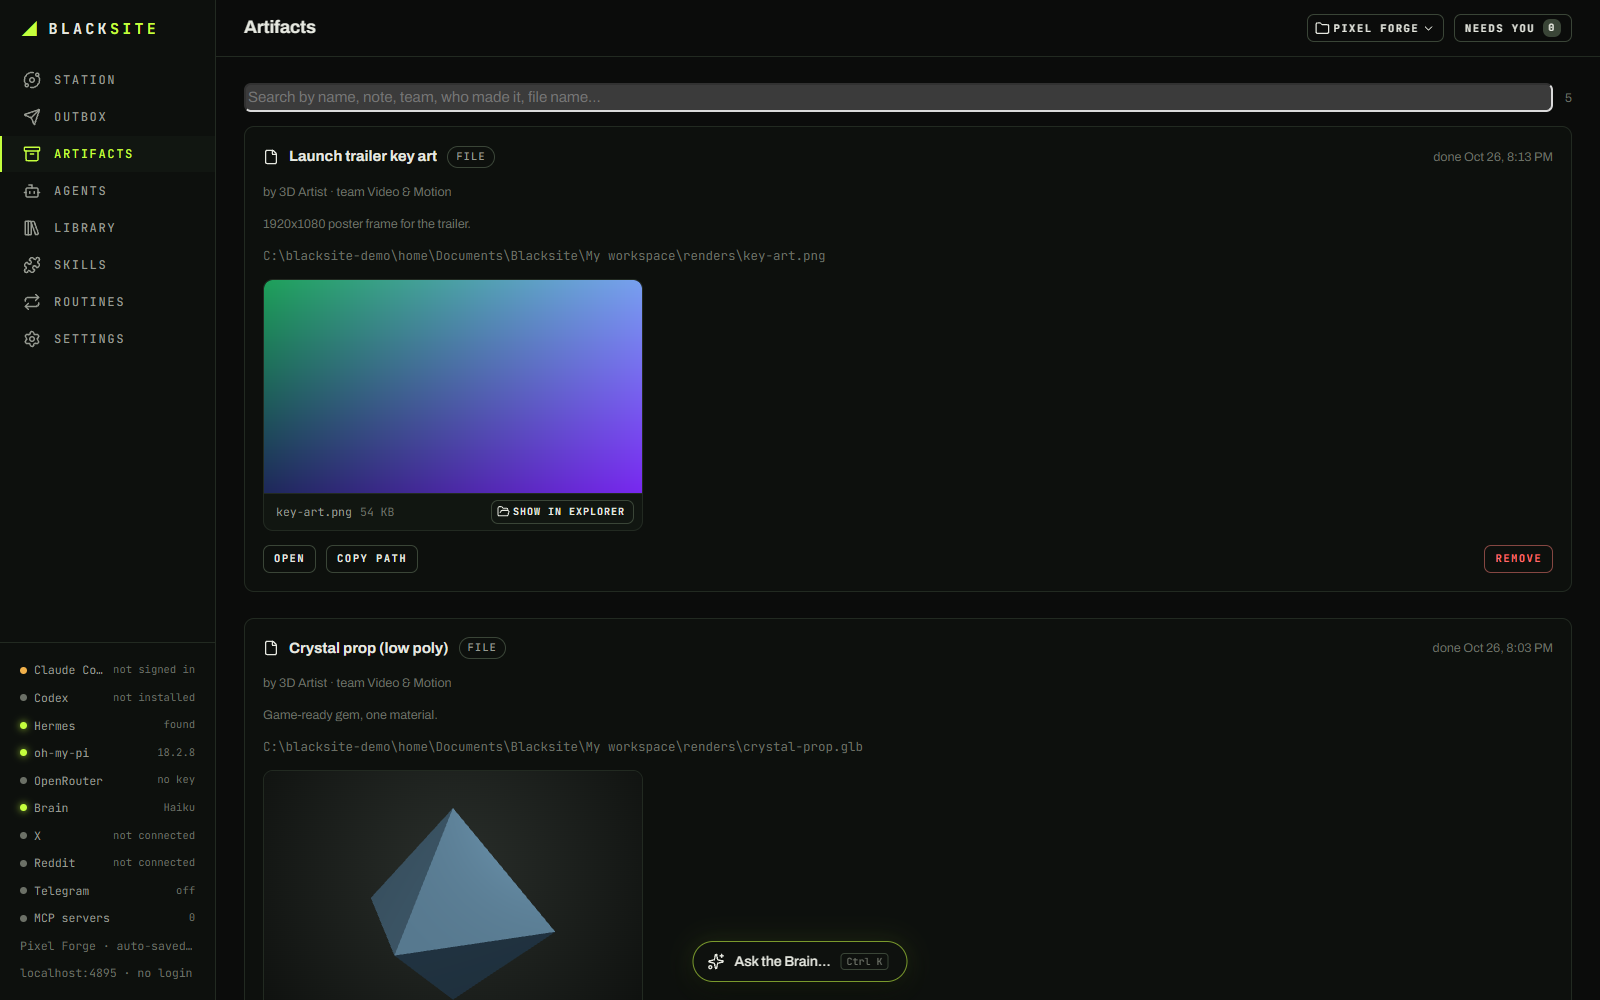 BLACKSITE
STATION
OUTBOX
ARTIFACTS
AGENTS
LIBRARY
SKILLS
ROUTINES
SETTINGS
Claude Co… not signed in
Codex not installed
Hermes found
oh-my-pi 18.2.8
OpenRouter no key
Brain Haiku
X not connected
Reddit not connected
Telegram off
MCP servers 0
Pixel Forge · auto-saved…
localhost:4895 · no login
Artifacts
PIXEL FORGE
NEEDS YOU 0
Search by name, note, team, who made it, file name...
5
Launch trailer key art FILE done Oct 26, 8:13 PM
by 3D Artist · team Video & Motion
1920x1080 poster frame for the trailer.
C:\blacksite-demo\home\Documents\Blacksite\My workspace\renders\key-art.png
key-art.png 54 KB SHOW IN EXPLORER
OPEN COPY PATH REMOVE
Crystal prop (low poly) FILE done Oct 26, 8:03 PM
by 3D Artist · team Video & Motion
Game-ready gem, one material.
C:\blacksite-demo\home\Documents\Blacksite\My workspace\renders\crystal-prop.glb
Ask the Brain... Ctrl K